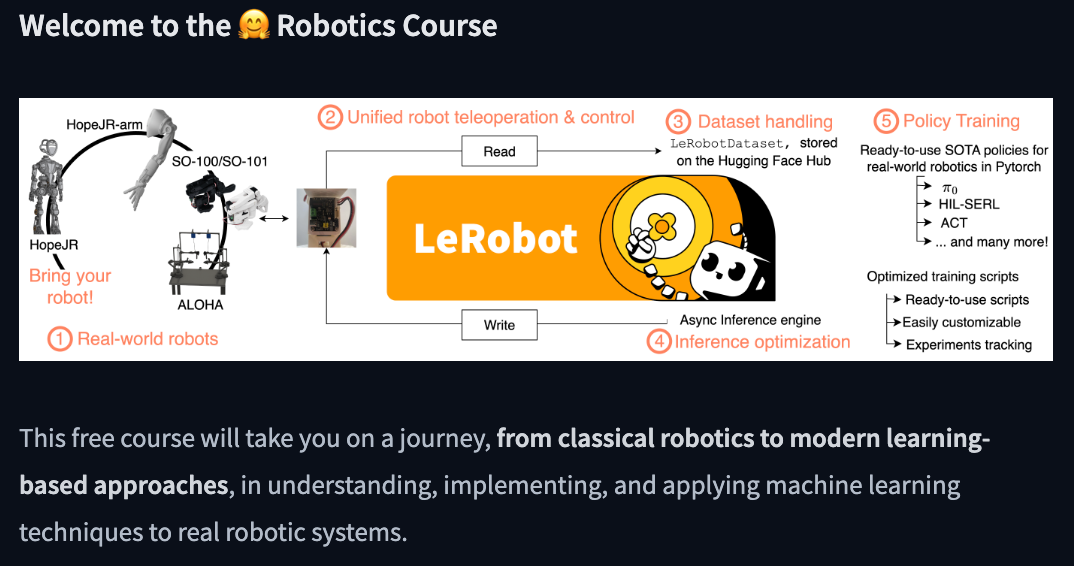 Welcome to the 🤗 Robotics Course
HopeJR-arm
SO-100/SO-101
HopeJR
Bring your
robot!
ALOHA
1 Real-world robots
2 Unified robot teleoperation & control
Read
LeRobot
Write
3 Dataset handling
LeRobotDataset, stored
on the Hugging Face Hub
Async Inference engine
4 Inference optimization
5 Policy Training
Ready-to-use SOTA policies for
real-world robotics in Pytorch
π0
HIL-SERL
ACT
... and many more!
Optimized training scripts
Ready-to-use scripts
Easily customizable
Experiments tracking
This free course will take you on a journey, from classical robotics to modern learning-
based approaches, in understanding, implementing, and applying machine learning
techniques to real robotic systems.